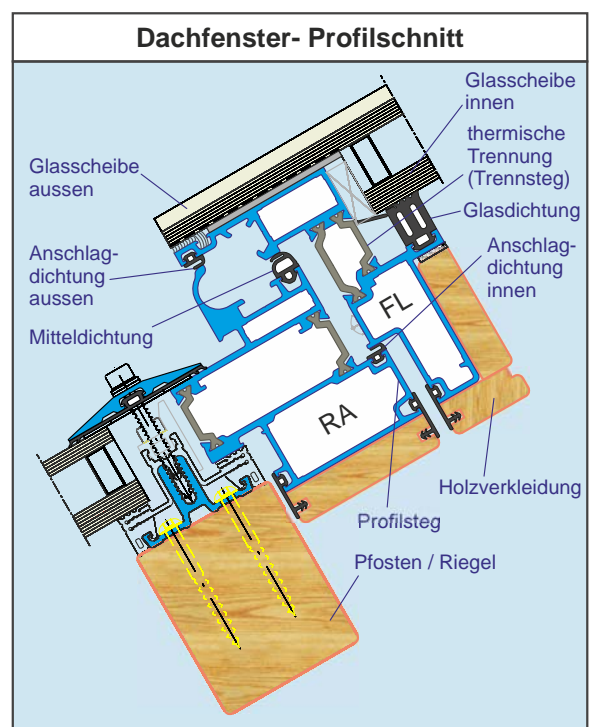 Dachfenster- Profilschnitt
Glasscheibe
innen
thermische
Trennung
(Trennsteg)
Glasdichtung
Anschlag-
dichtung
innen
Glasscheibe
aussen
Anschlag-
dichtung
aussen
Mitteldichtung
FL
RA
Holzverkleidung
Profilsteg
Pfosten / Riegel